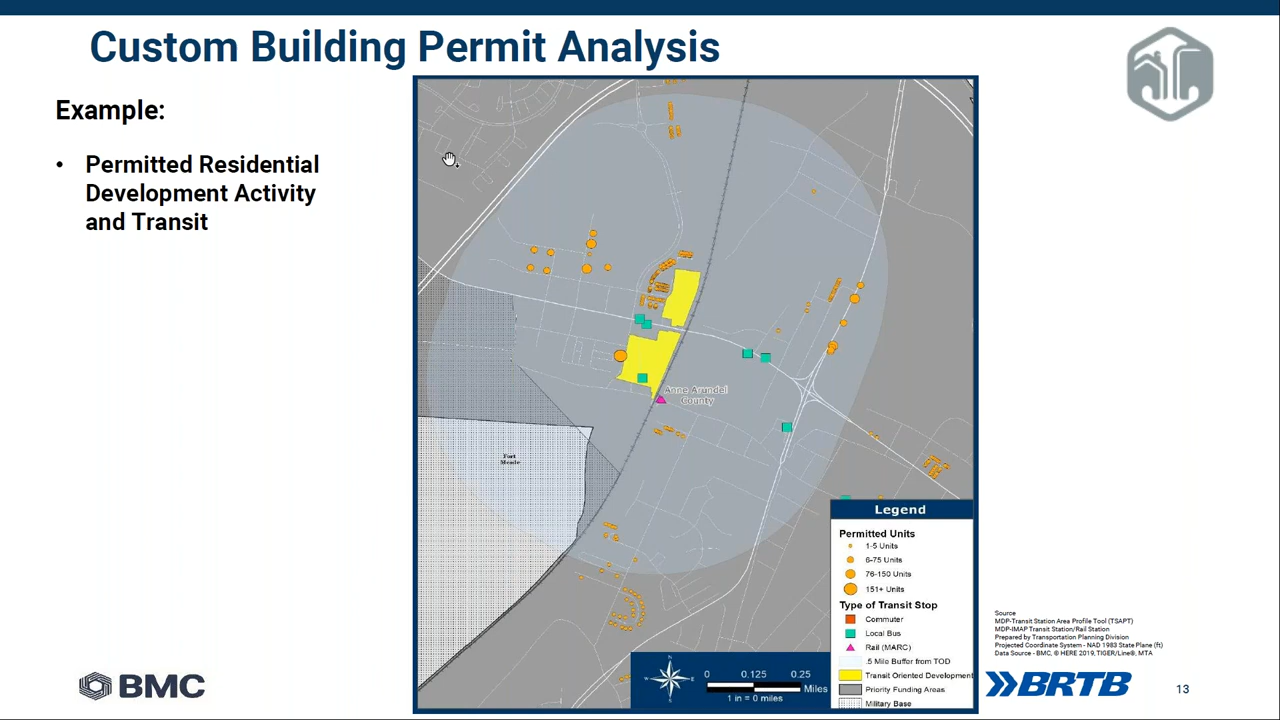 Custom Building Permit Analysis
Example:
• Permitted Residential
Development Activity
and Transit
Anne Arundel
County
Fort
Meade
Legend
Permitted Units
1-5 Units
6-75 Units
76-150 Units
151+ Units
Type of Transit Stop
Commuter
Local Bus
Rail (MARC)
.5 Mile Buffer from TOD
Transit Oriented Development
Priority Funding Areas
Military Base
N
W E
S
0 0.125 0.25
Miles
1 in = 0 miles
Source
MDP-Transit Station Area Profile Tool (TSAPT)
MDP-IMAP Transit Station/Rail Station
Prepared by Transportation Planning Division
Projected Coordinate System - NAD 1983 State Plane (ft)
Data Source - BMC, © HERE 2019, TIGER/Line®, MTA
BMC
BRTB
13